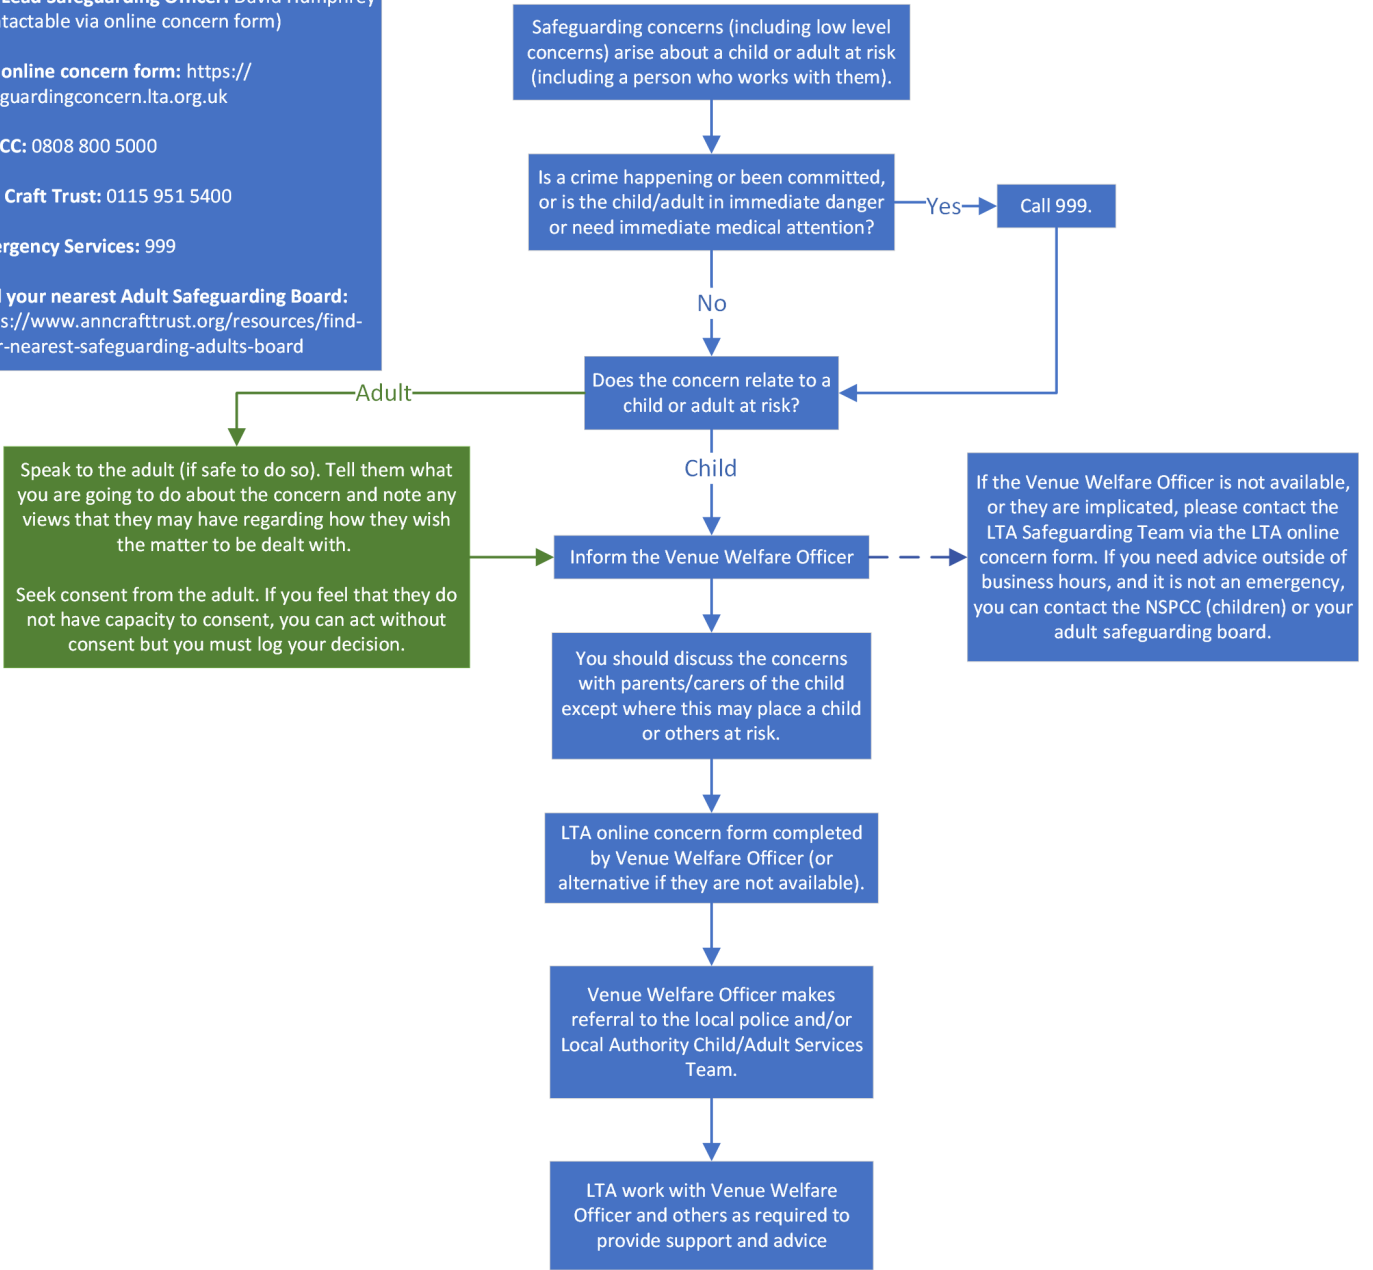 Lead Safeguarding Officer: David Humphrey
ntactable via online concern form)
online concern form: https://
guardingconcern.lta.org.uk
CC: 0808 800 5000
Craft Trust: 0115 951 5400
ergency Services: 999
your nearest Adult Safeguarding Board:
s://www.anncrafttrust.org/resources/find-
r-nearest-safeguarding-adults-board
Safeguarding concerns (including low level
concerns) arise about a child or adult at risk
(including a person who works with them).
Is a crime happening or been committed,
or is the child/adult in immediate danger
or need immediate medical attention?
Yes
Call 999.
No
Does the concern relate to a
child or adult at risk?
Adult
Speak to the adult (if safe to do so). Tell them what
you are going to do about the concern and note any
views that they may have regarding how they wish
the matter to be dealt with.
Seek consent from the adult. If you feel that they do
not have capacity to consent, you can act without
consent but you must log your decision.
Child
Inform the Venue Welfare Officer
If the Venue Welfare Officer is not available,
or they are implicated, please contact the
LTA Safeguarding Team via the LTA online
concern form. If you need advice outside of
business hours, and it is not an emergency,
you can contact the NSPCC (children) or your
adult safeguarding board.
You should discuss the concerns
with parents/carers of the child
except where this may place a child
or others at risk.
LTA online concern form completed
by Venue Welfare Officer (or
alternative if they are not available).
Venue Welfare Officer makes
referral to the local police and/or
Local Authority Child/Adult Services
Team.
LTA work with Venue Welfare
Officer and others as required to
provide support and advice